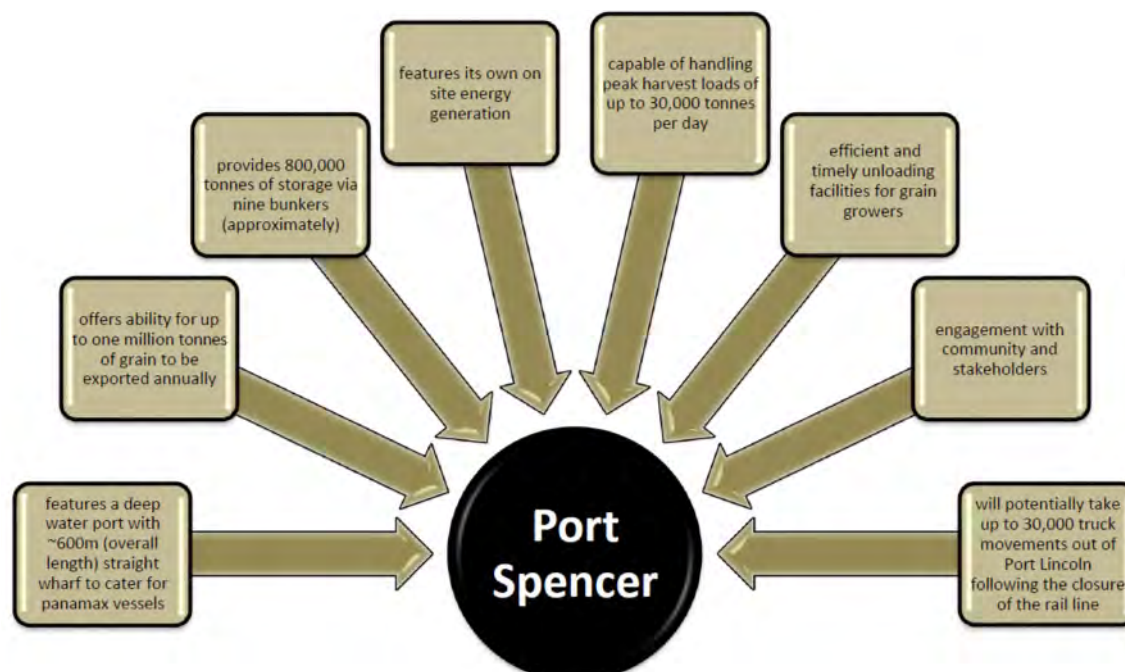 features its own on
site energy
generation
capable of handling
peak harvest loads of
up to 30,000 tonnes
per day
provides 800,000
tonnes of storage via
nine bunkers
(approximately)
efficient and
timely unloading
facilities for grain
growers
offers ability for up
to one million tonnes
of grain to be
exported annually
engagement with
community and
stakeholders
features a deep
water port with
~600m (overall
length) straight
wharf to cater for
panamax vessels
Port
Spencer
will potentially take
up to 30,000 truck
movements out of
Port Lincoln
following the closure
of the rail line